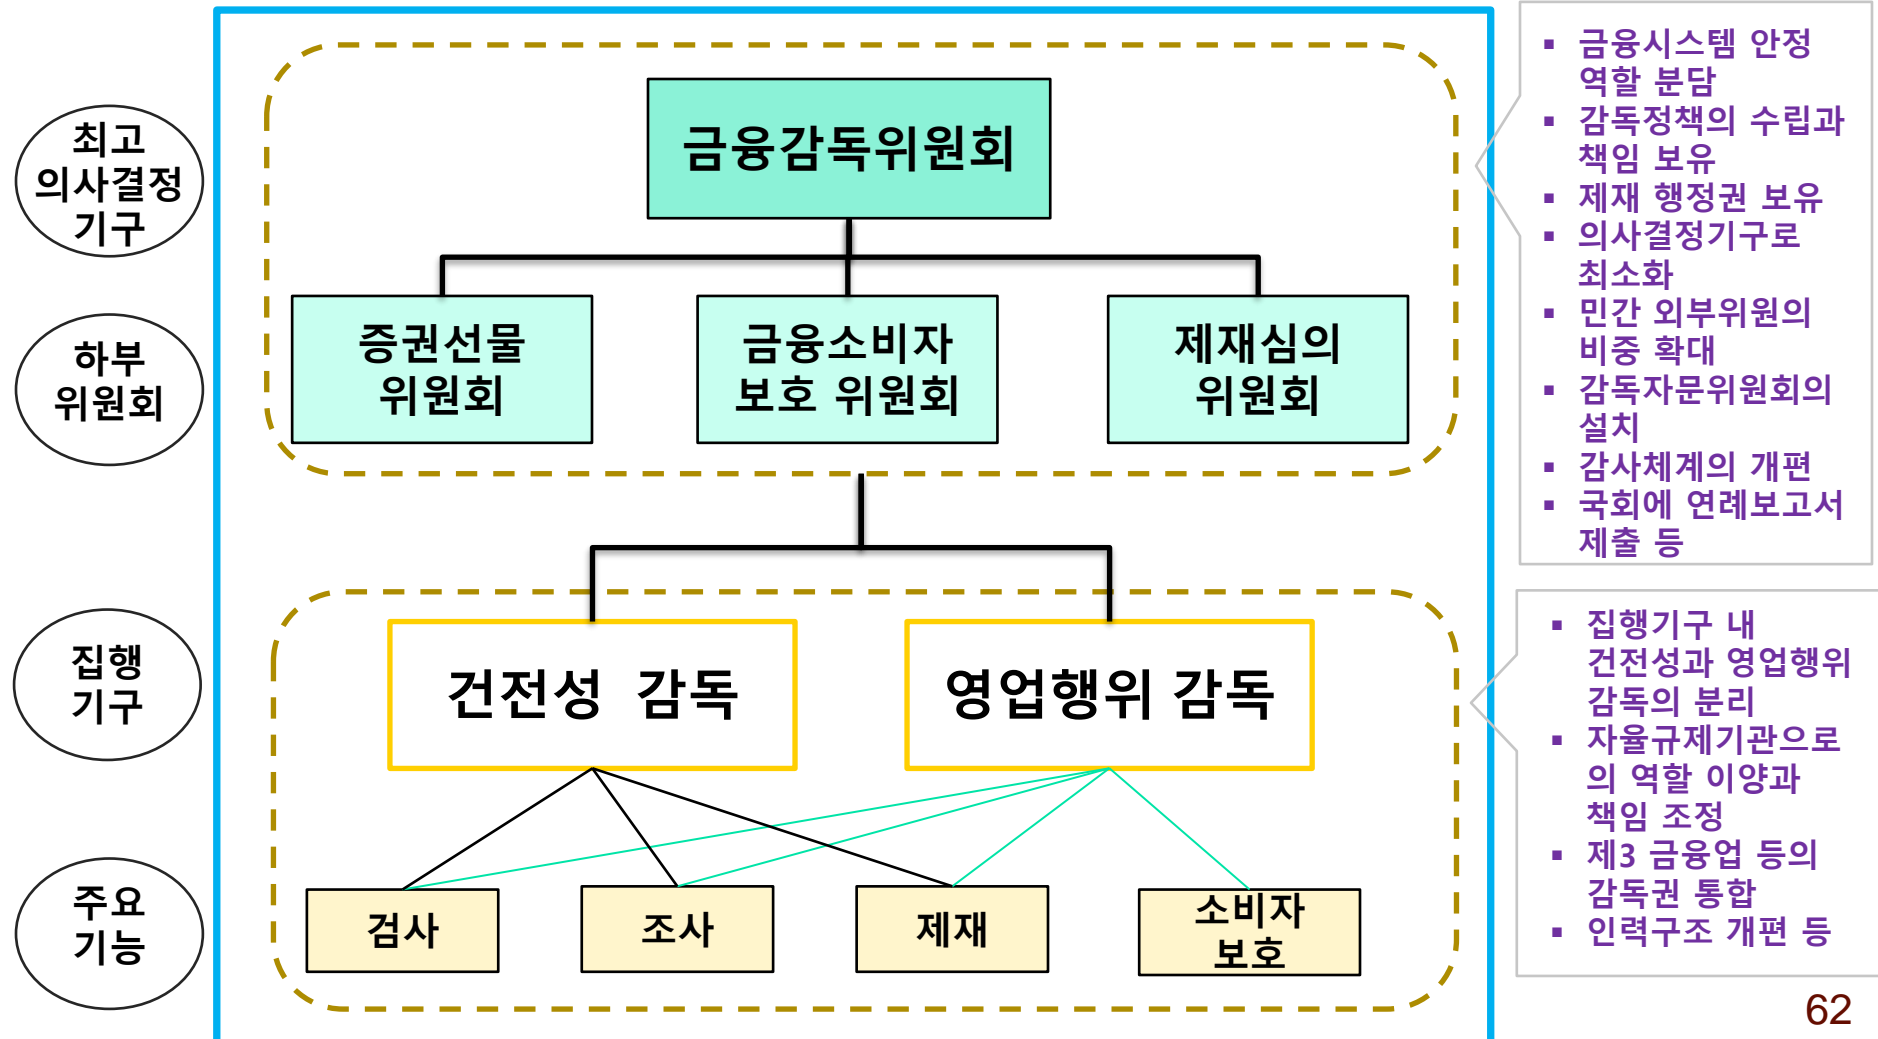 최고
의사결정
기구
금융감독위원회
하부
위원회
증권선물
위원회
금융소비자
보호 위원회
제재심의
위원회
집행
기구
건전성 감독
영업행위 감독
주요
기능
검사
조사
제재
소비자
보호
▪ 금융시스템 안정
역할 분담
▪ 감독정책의 수립과
책임 보유
▪ 제재 행정권 보유
▪ 의사결정기구로
최소화
▪ 민간 외부위원의
비중 확대
▪ 감독자문위원회의
설치
▪ 감사체계의 개편
▪ 국회에 연례보고서
제출 등
▪ 집행기구 내
건전성과 영업행위
감독의 분리
▪ 자율규제기관으로
의 역할 이양과
책임 조정
▪ 제3 금융업 등의
감독권 통합
▪ 인력구조 개편 등
62